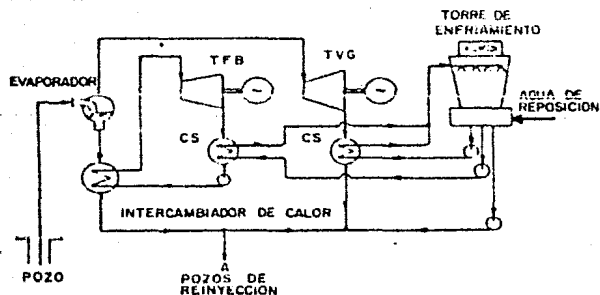 TORRE DE
ENFRIAMIENTO
TFB
TVG
EVAPORADOR
AGUA DE
REPOSICION
CS
CS
INTERCAMBIADOR DE CALOR
A
POZOS DE
REINYECCION
POZO